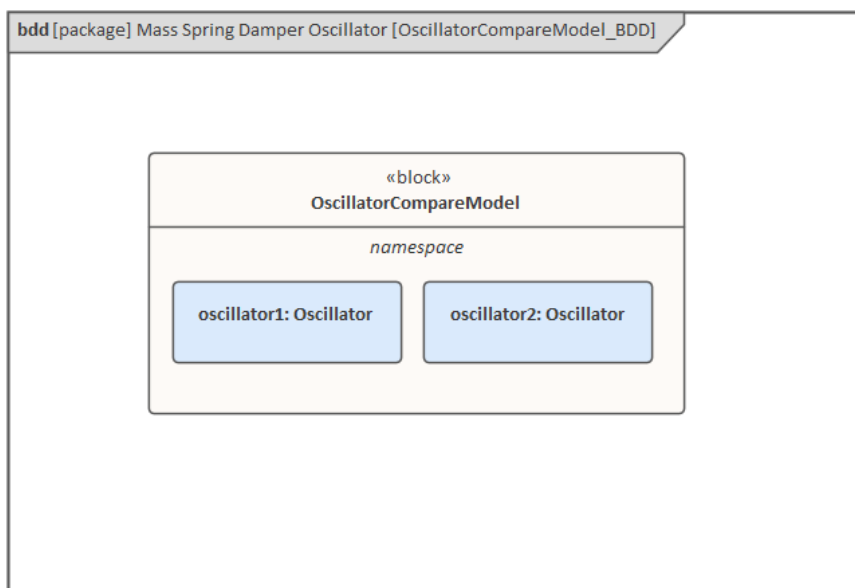 bdd [package] Mass Spring Damper Oscillator [OscillatorCompareModel_BDD]
«block»
OscillatorCompareModel
namespace
oscillator1: Oscillator
oscillator2: Oscillator